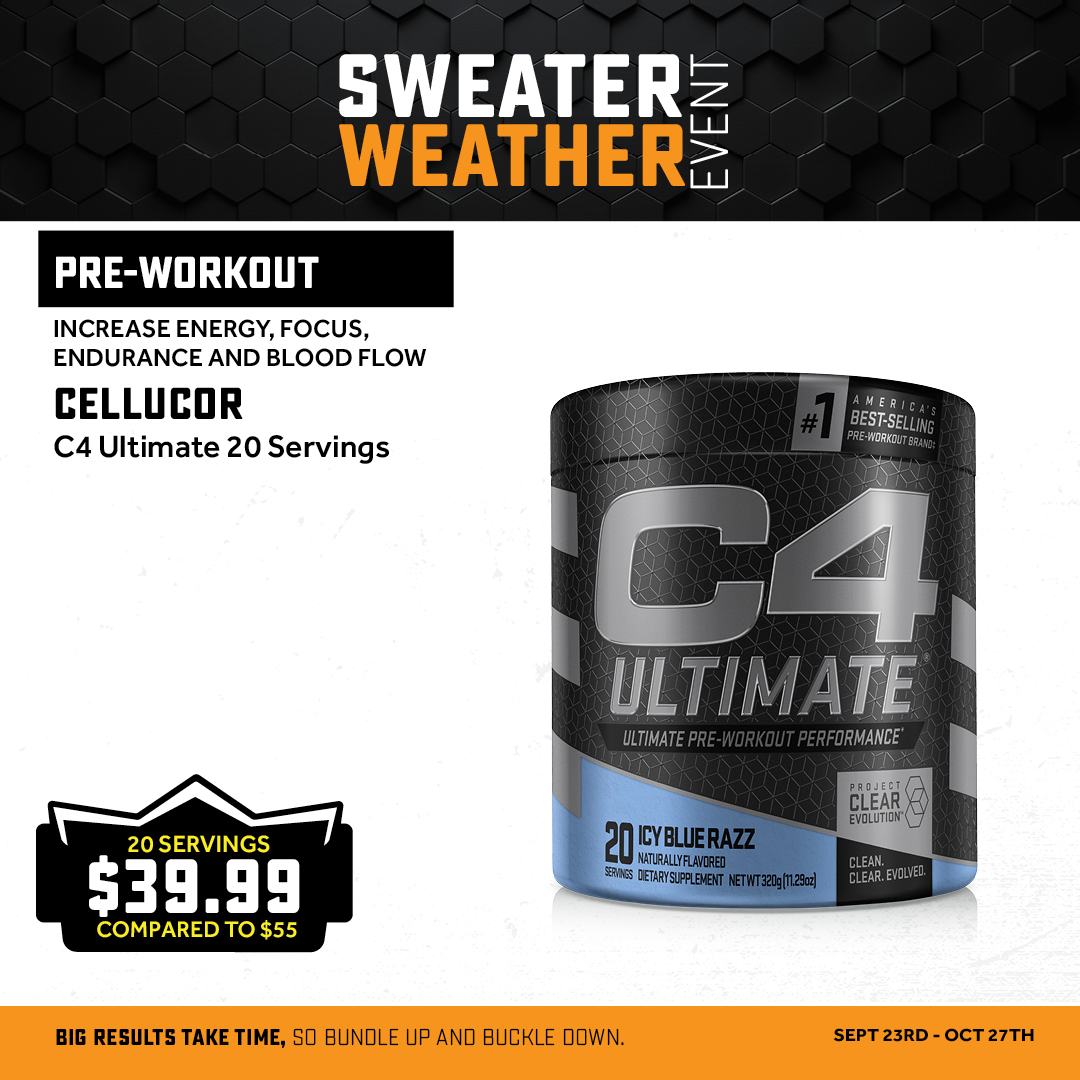 SWEATER
WEATHER
EVENT
PRE-WORKOUT
INCREASE ENERGY, FOCUS,
ENDURANCE AND BLOOD FLOW
CELLUCOR
C4 Ultimate 20 Servings
#1
AMERICA'S
BEST-SELLING
PRE-WORKOUT BRAND‡
C4
ULTIMATE®
ULTIMATE PRE-WORKOUT PERFORMANCE*
PROJECT
CLEAR
EVOLUTION™
20
SERVINGS
ICY BLUE RAZZ
NATURALLY FLAVORED
DIETARY SUPPLEMENT NET WT 320g (11.29oz)
CLEAN.
CLEAR. EVOLVED.
20 SERVINGS
$39.99
COMPARED TO $55
BIG RESULTS TAKE TIME, SO BUNDLE UP AND BUCKLE DOWN.
SEPT 23RD - OCT 27TH